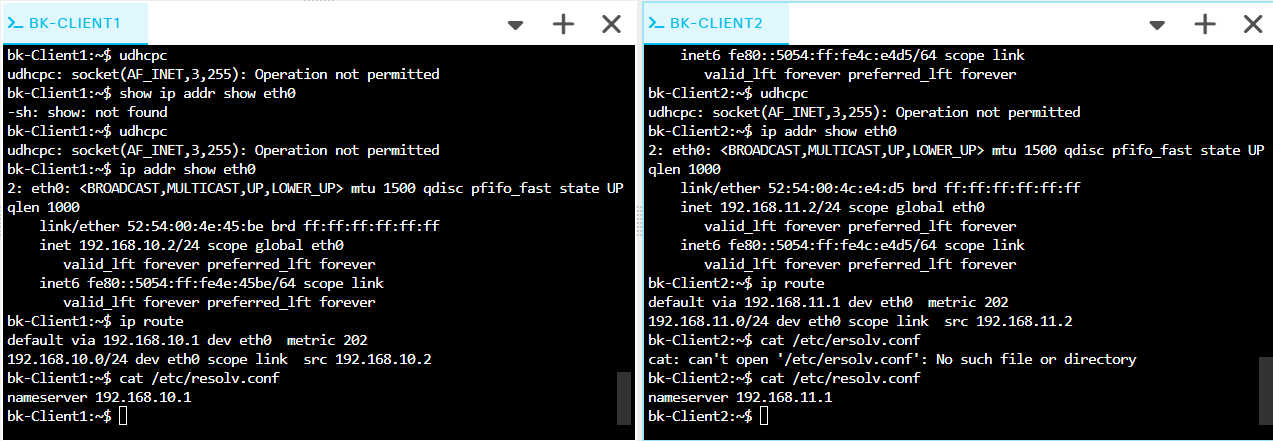 >_ BK-CLIENT1
bk-Client1:~$ udhcpc
udhcpc: socket(AF_INET,3,255): Operation not permitted
bk-Client1:~$ show ip addr show eth0
-sh: show: not found
bk-Client1:~$ udhcpc
udhcpc: socket(AF_INET,3,255): Operation not permitted
bk-Client1:~$ ip addr show eth0
2: eth0: <BROADCAST,MULTICAST,UP,LOWER_UP> mtu 1500 qdisc pfifo_fast state UP
qlen 1000
    link/ether 52:54:00:4e:45:be brd ff:ff:ff:ff:ff:ff
    inet 192.168.10.2/24 scope global eth0
       valid_lft forever preferred_lft forever
    inet6 fe80::5054:ff:fe4e:45be/64 scope link
       valid_lft forever preferred_lft forever
bk-Client1:~$ ip route
default via 192.168.10.1 dev eth0  metric 202
192.168.10.0/24 dev eth0 scope link  src 192.168.10.2
bk-Client1:~$ cat /etc/resolv.conf
nameserver 192.168.10.1
bk-Client1:~$
>_ BK-CLIENT2
    inet6 fe80::5054:ff:fe4c:e4d5/64 scope link
       valid_lft forever preferred_lft forever
bk-Client2:~$ udhcpc
udhcpc: socket(AF_INET,3,255): Operation not permitted
bk-Client2:~$ ip addr show eth0
2: eth0: <BROADCAST,MULTICAST,UP,LOWER_UP> mtu 1500 qdisc pfifo_fast state UP
qlen 1000
    link/ether 52:54:00:4c:e4:d5 brd ff:ff:ff:ff:ff:ff
    inet 192.168.11.2/24 scope global eth0
       valid_lft forever preferred_lft forever
    inet6 fe80::5054:ff:fe4c:e4d5/64 scope link
       valid_lft forever preferred_lft forever
bk-Client2:~$ ip route
default via 192.168.11.1 dev eth0  metric 202
192.168.11.0/24 dev eth0 scope link  src 192.168.11.2
bk-Client2:~$ cat /etc/ersolv.conf
cat: can't open '/etc/ersolv.conf': No such file or directory
bk-Client2:~$ cat /etc/resolv.conf
nameserver 192.168.11.1
bk-Client2:~$